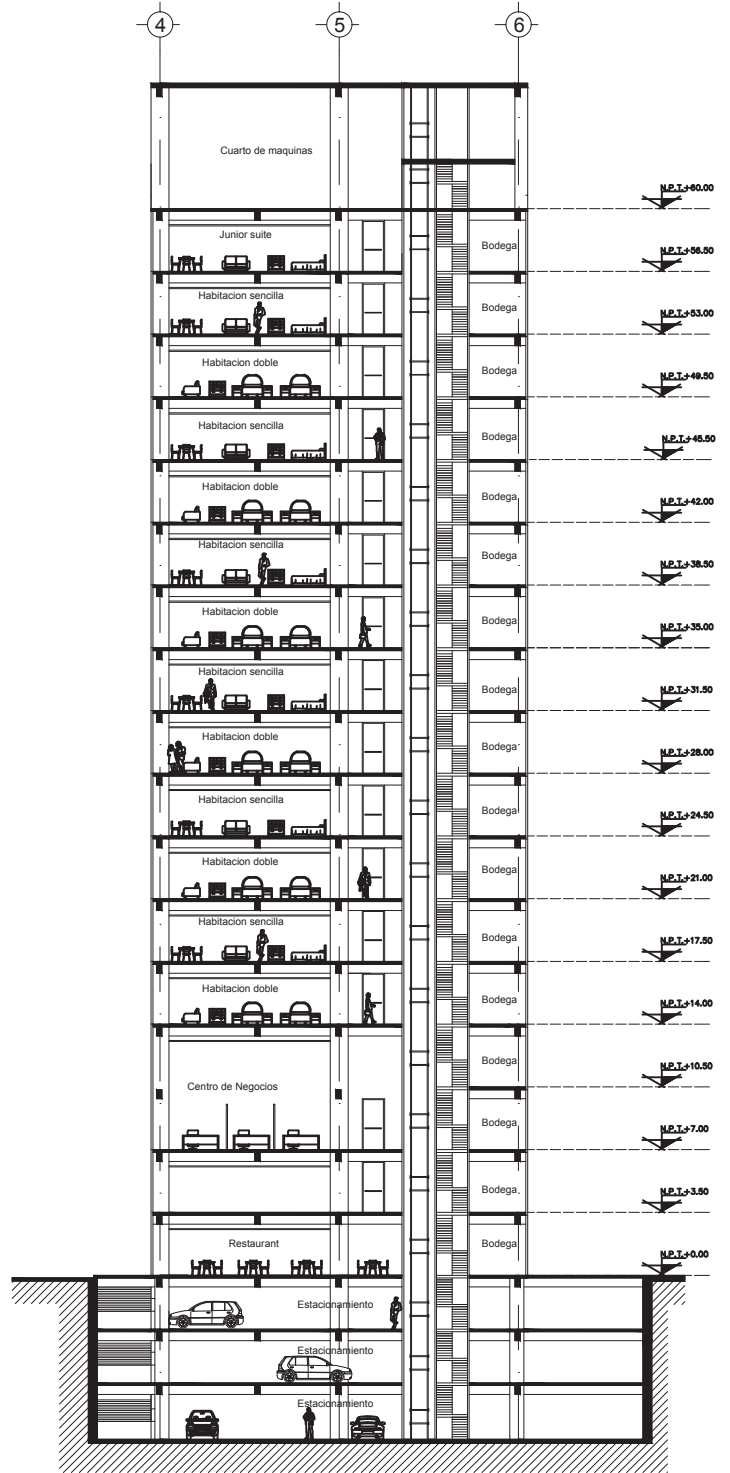 4 5 6
Cuarto de maquinas
N.P.T.+60.00
Junior suite Bodega N.P.T.+56.50
Habitacion sencilla Bodega N.P.T.+53.00
Habitacion doble Bodega N.P.T.+49.50
Habitacion sencilla Bodega N.P.T.+45.50
Habitacion doble Bodega N.P.T.+42.00
Habitacion sencilla Bodega N.P.T.+38.50
Habitacion doble Bodega N.P.T.+35.00
Habitacion sencilla Bodega N.P.T.+31.50
Habitacion doble Bodega N.P.T.+28.00
Habitacion sencilla Bodega N.P.T.+24.50
Habitacion doble Bodega N.P.T.+21.00
Habitacion sencilla Bodega N.P.T.+17.50
Habitacion doble Bodega N.P.T.+14.00
Bodega N.P.T.+10.50
Centro de Negocios
Bodega N.P.T.+7.00
Bodega N.P.T.+3.50
Restaurant Bodega N.P.T.+0.00
Estacionamiento
Estacionamiento
Estacionamiento